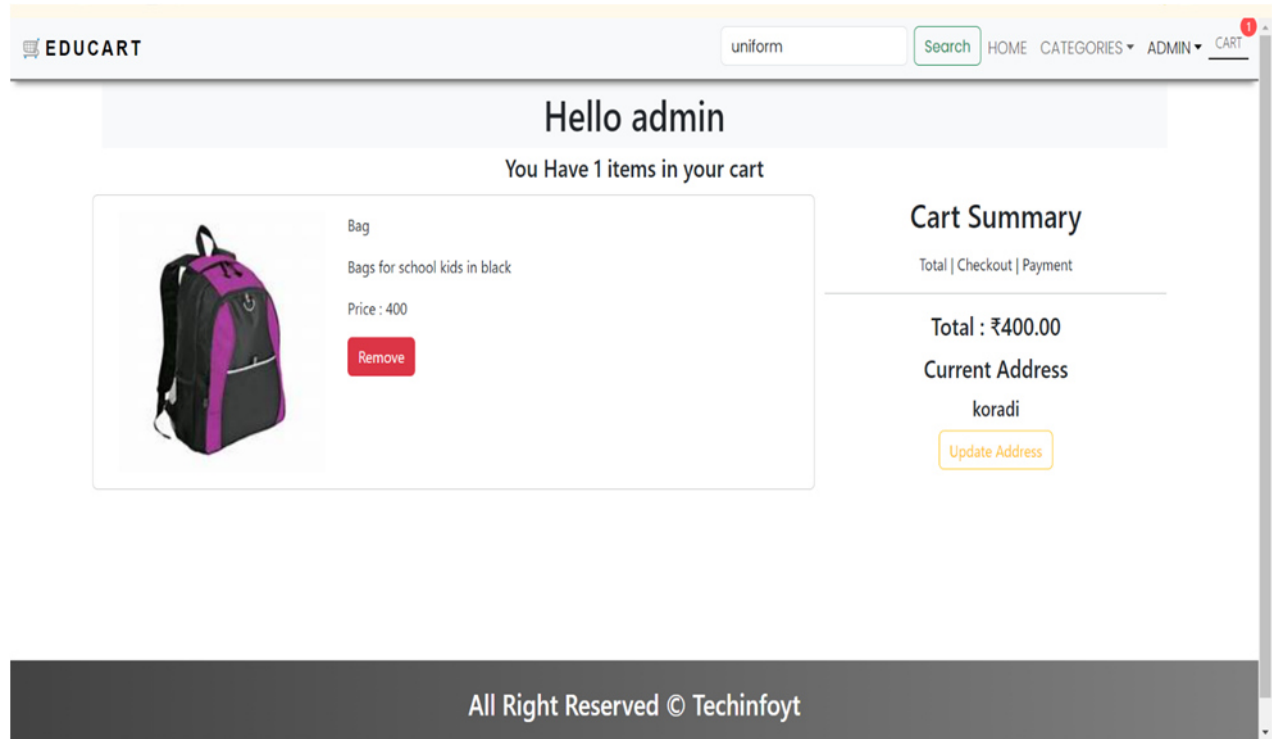 EDUCART
uniform
Search
HOME
CATEGORIES
ADMIN
CART
1
Hello admin
You Have 1 items in your cart
Bag
Bags for school kids in black
Price : 400
Remove
Cart Summary
Total | Checkout | Payment
Total : ₹400.00
Current Address
koradi
Update Address
All Right Reserved © Techinfoyt